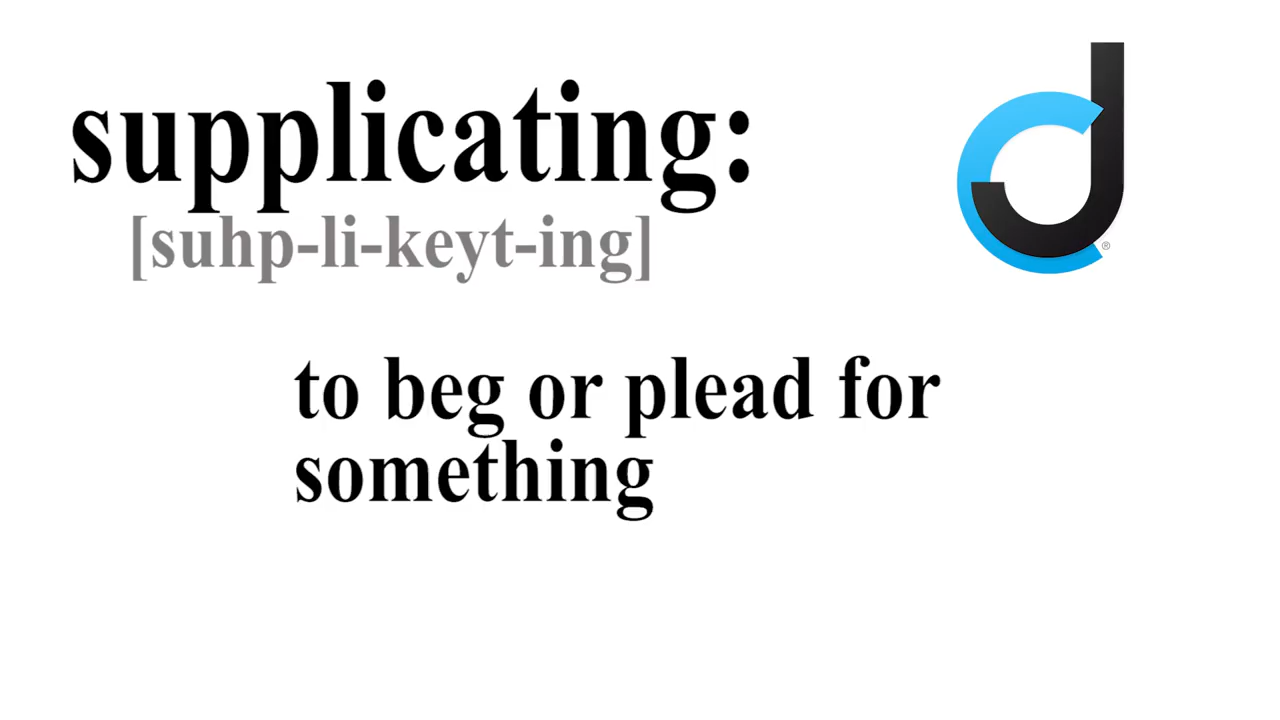 supplicating:
[suhp-li-keyt-ing]
to beg or plead for
something